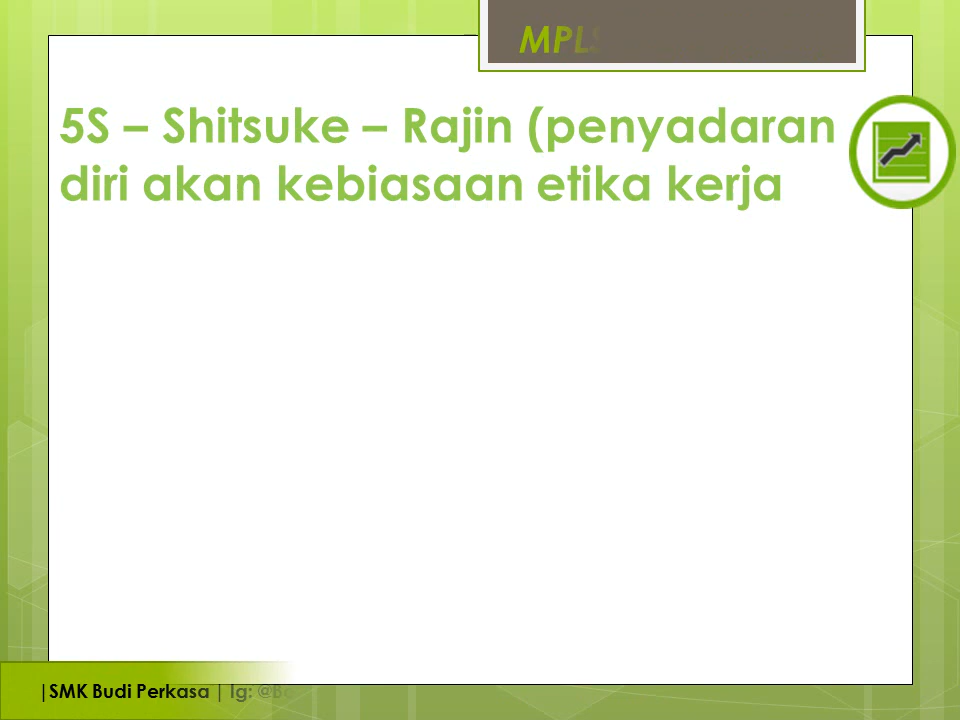 MPLS
5S – Shitsuke – Rajin (penyadaran
diri akan kebiasaan etika kerja
|SMK Budi Perkasa | Ig: